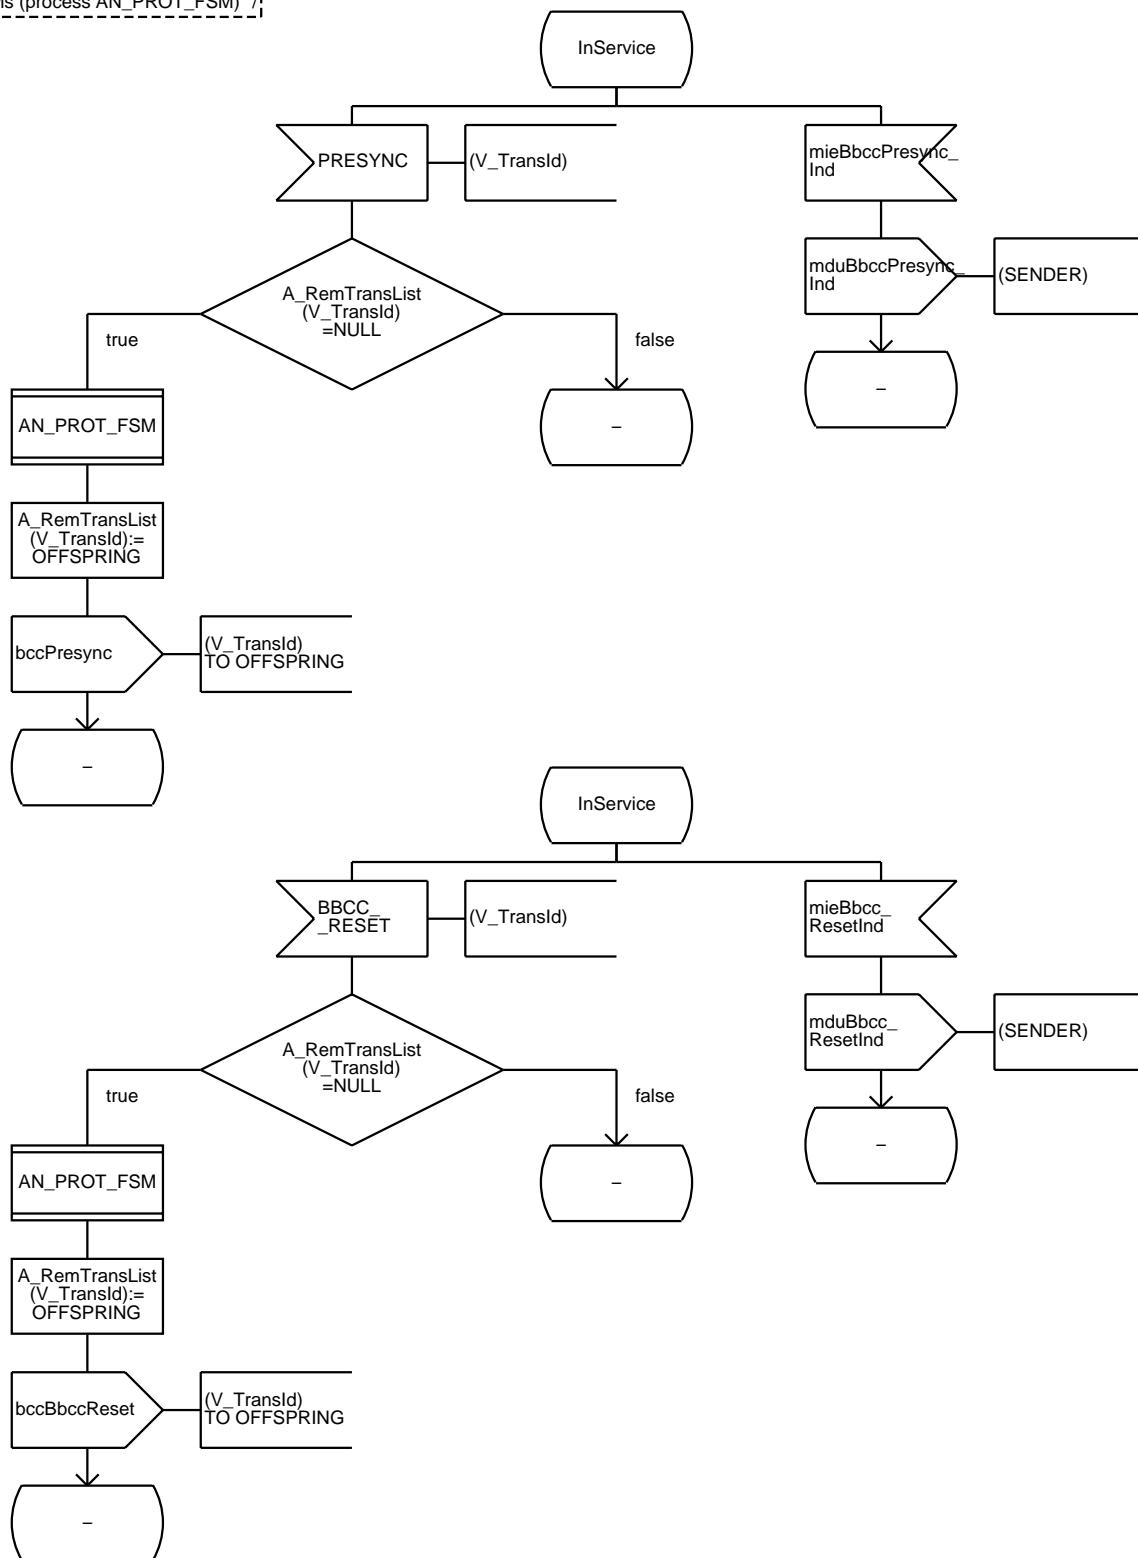 (process AN_PROT_FSM) */
InService
PRESYNC
(V_TransId)
mieBbccPresync_
Ind
mduBbccPresync_
Ind
(SENDER)
A_RemTransList
(V_TransId)
=NULL
true
false
–
–
AN_PROT_FSM
A_RemTransList
(V_TransId):=
OFFSPRING
bccPresync
(V_TransId)
TO OFFSPRING
–
InService
BBCC_
_RESET
(V_TransId)
mieBbcc_
ResetInd
mduBbcc_
ResetInd
(SENDER)
A_RemTransList
(V_TransId)
=NULL
true
false
–
–
AN_PROT_FSM
A_RemTransList
(V_TransId):=
OFFSPRING
bccBbccReset
(V_TransId)
TO OFFSPRING
–